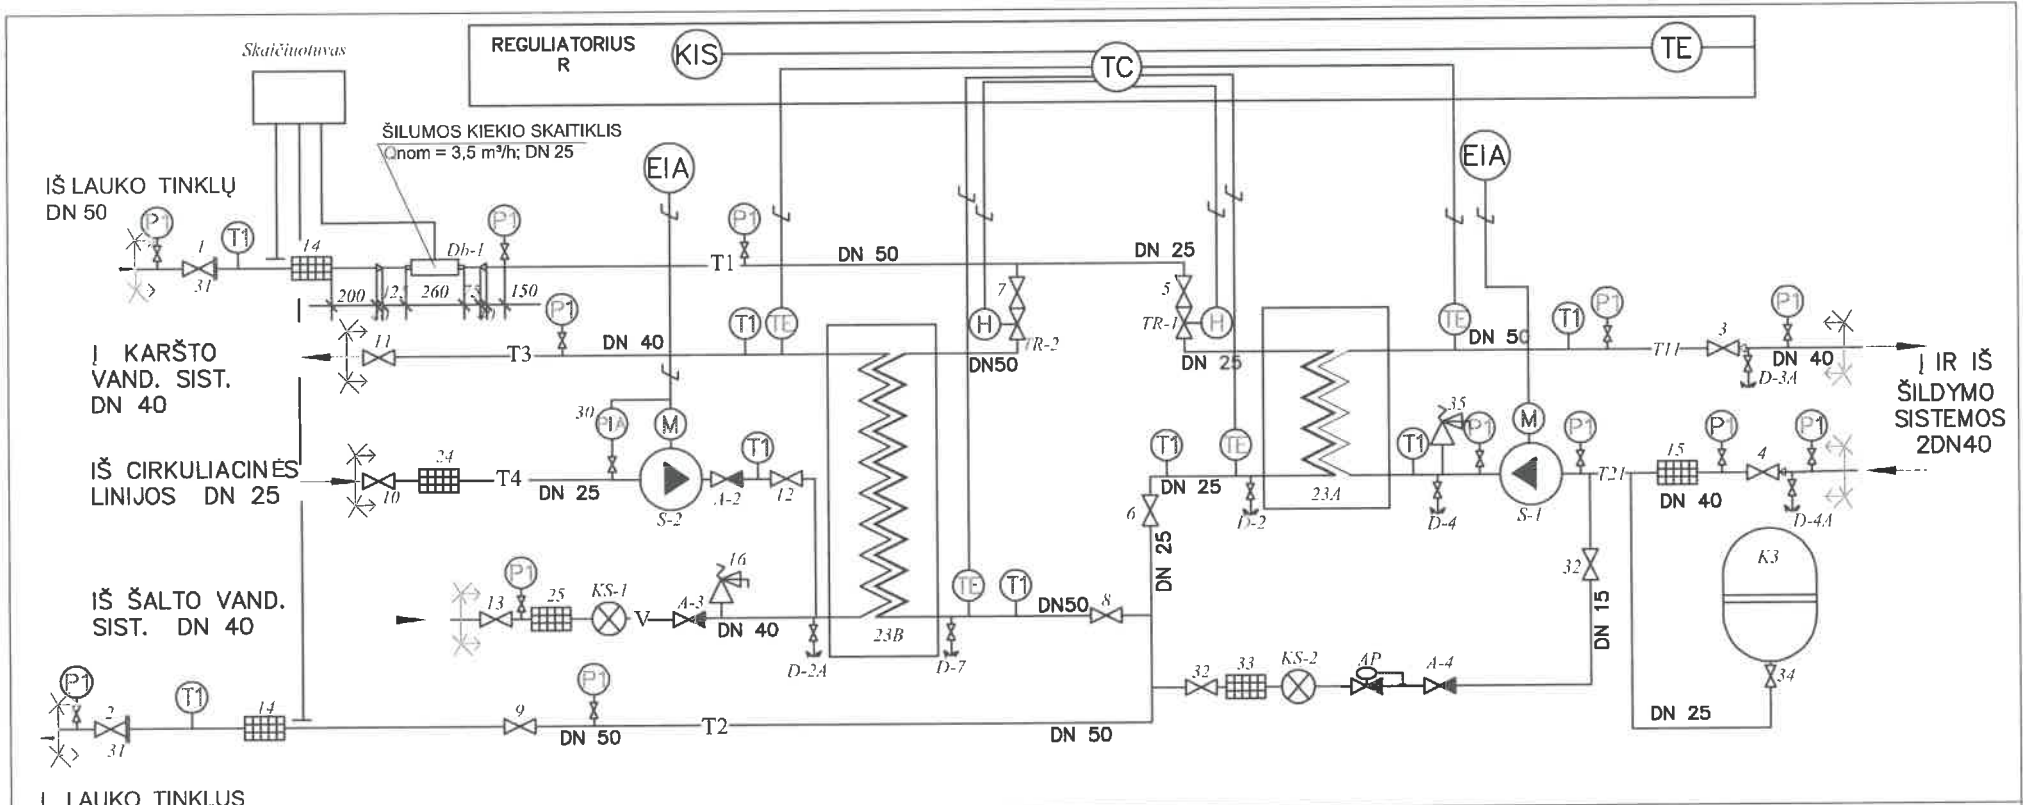 Skaičiuotuvas
REGULIATORIUS
R
KIS
TC
TE
ŠILUMOS KIEKIO SKAITIKLIS
Qnom = 3,5 m³/h; DN 25
EIA
EIA
IŠ LAUKO TINKLŲ
DN 50
P1
1
T1
14
Db-1
P1
P1
31
T1
DN 50
DN 25
200
260
75
150
P1
7
5
TR-1
H
H
TR-2
T1
TE
TE
T1
P1
3
P1
Į KARŠTO
VAND. SIST.
DN 40
11
T3
DN 40
DN50
DN 25
DN 50
T11
DN 40
D-3A
Į IR IŠ
ŠILDYMO
SISTEMOS
2DN40
30
PIA
M
T1
T1
TE
T1
35
P1
M
P1
15
P1
4
P1
IŠ CIRKULIACINĖS
LINIJOS DN 25
10
24
T4
DN 25
S-2
A-2
12
6
DN 25
D-2
23A
D-4
S-1
T21
DN 40
D-4A
DN 25
32
DN 15
K3
IŠ ŠALTO VAND.
SIST. DN 40
13
P1
25
KS-1
V
A-3
16
DN 40
D-2A
23B
D-7
TE
T1
DN50
8
P1
2
31
T1
14
9
P1
DN 50
T2
DN 50
32
33
KS-2
AP
A-4
34
DN 25
Į LAUKO TINKLUS